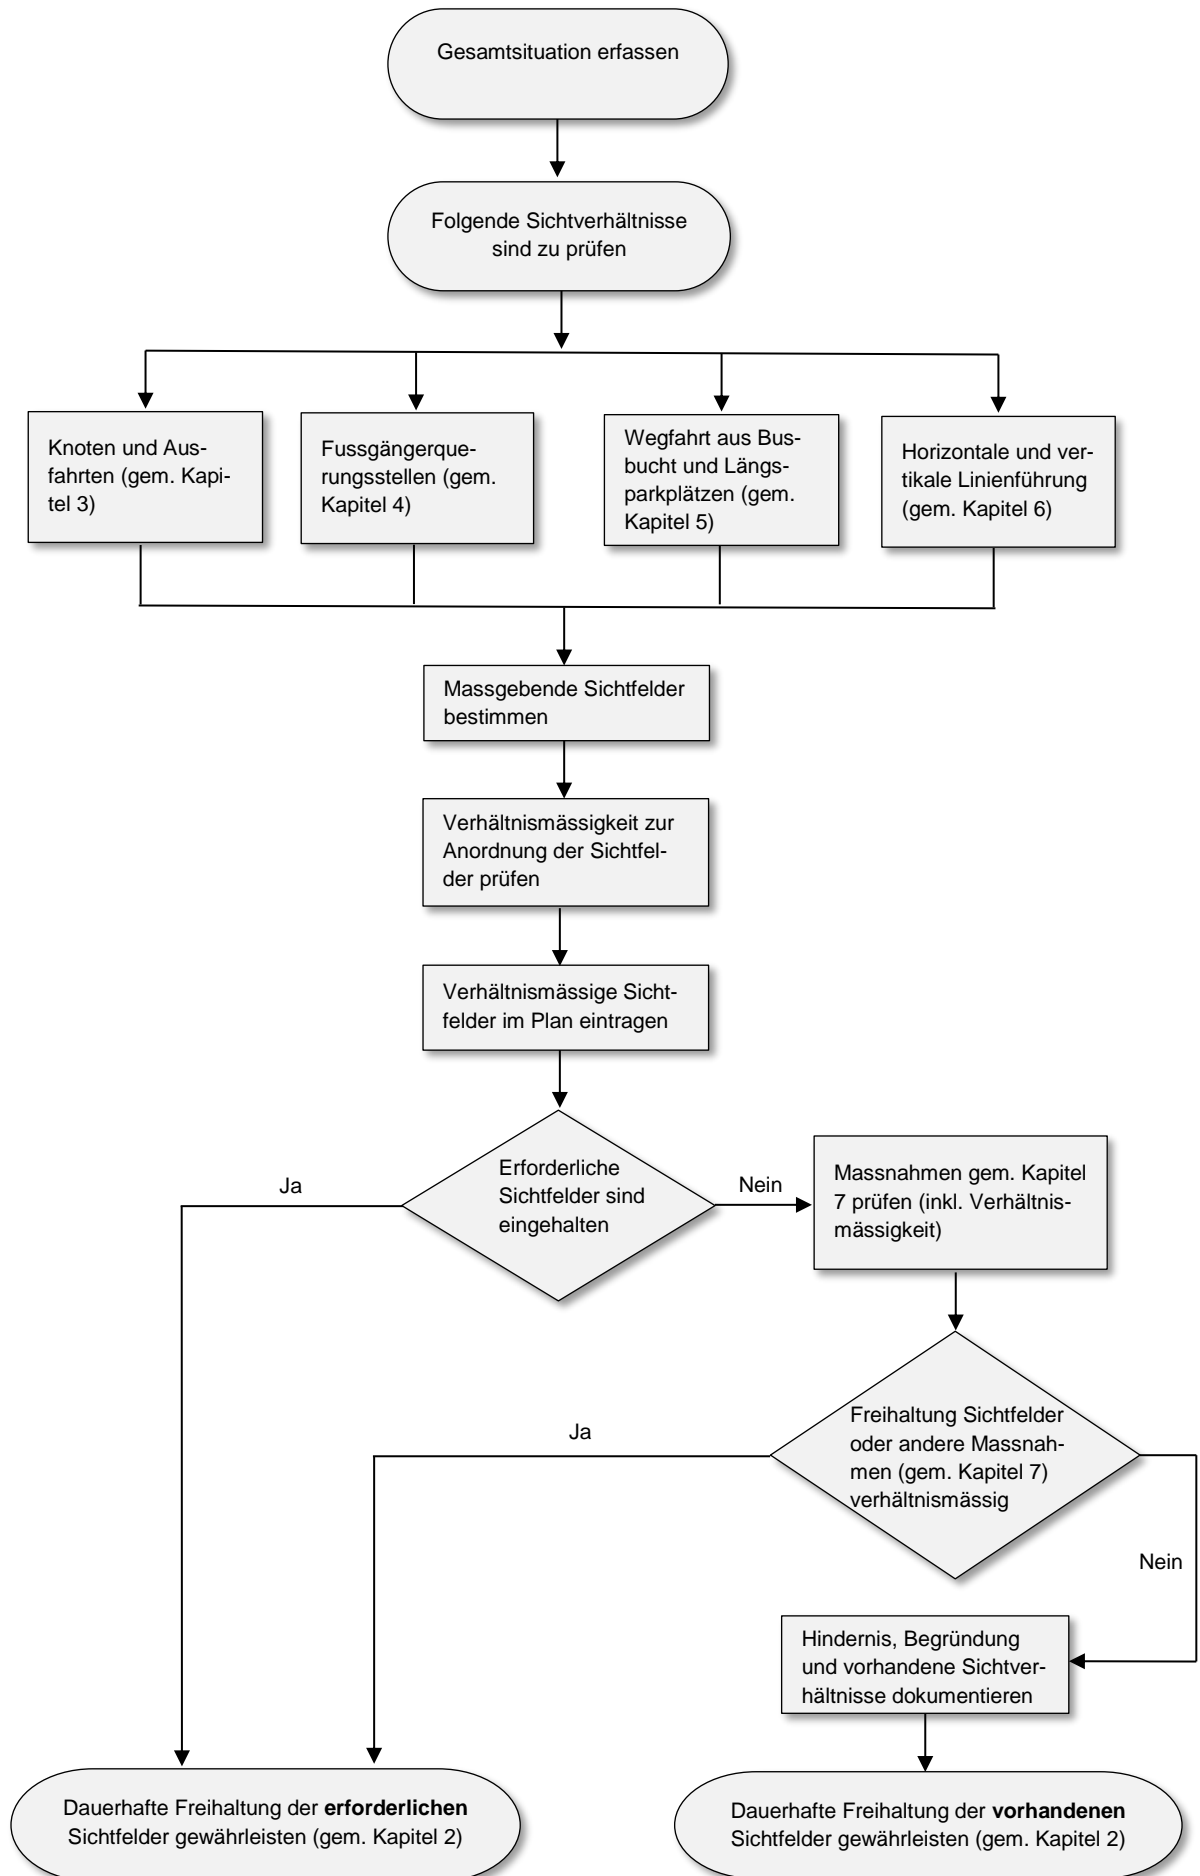 Gesamtsituation erfassen
Folgende Sichtverhältnisse
sind zu prüfen
Knoten und Aus-
fahrten (gem. Kapi-
tel 3)
Fussgängerque-
rungsstellen (gem.
Kapitel 4)
Wegfahrt aus Bus-
bucht und Längs-
parkplätzen (gem.
Kapitel 5)
Horizontale und ver-
tikale Linienführung
(gem. Kapitel 6)
Massgebende Sichtfelder
bestimmen
Verhältnismässigkeit zur
Anordnung der Sichtfel-
der prüfen
Verhältnismässige Sicht-
felder im Plan eintragen
Erforderliche
Sichtfelder sind
eingehalten
Ja
Nein
Massnahmen gem. Kapitel
7 prüfen (inkl. Verhältnis-
mässigkeit)
Freihaltung Sichtfelder
oder andere Massnah-
men (gem. Kapitel 7)
verhältnismässig
Ja
Nein
Hindernis, Begründung
und vorhandene Sichtver-
hältnisse dokumentieren
Dauerhafte Freihaltung der erforderlichen
Sichtfelder gewährleisten (gem. Kapitel 2)
Dauerhafte Freihaltung der vorhandenen
Sichtfelder gewährleisten (gem. Kapitel 2)